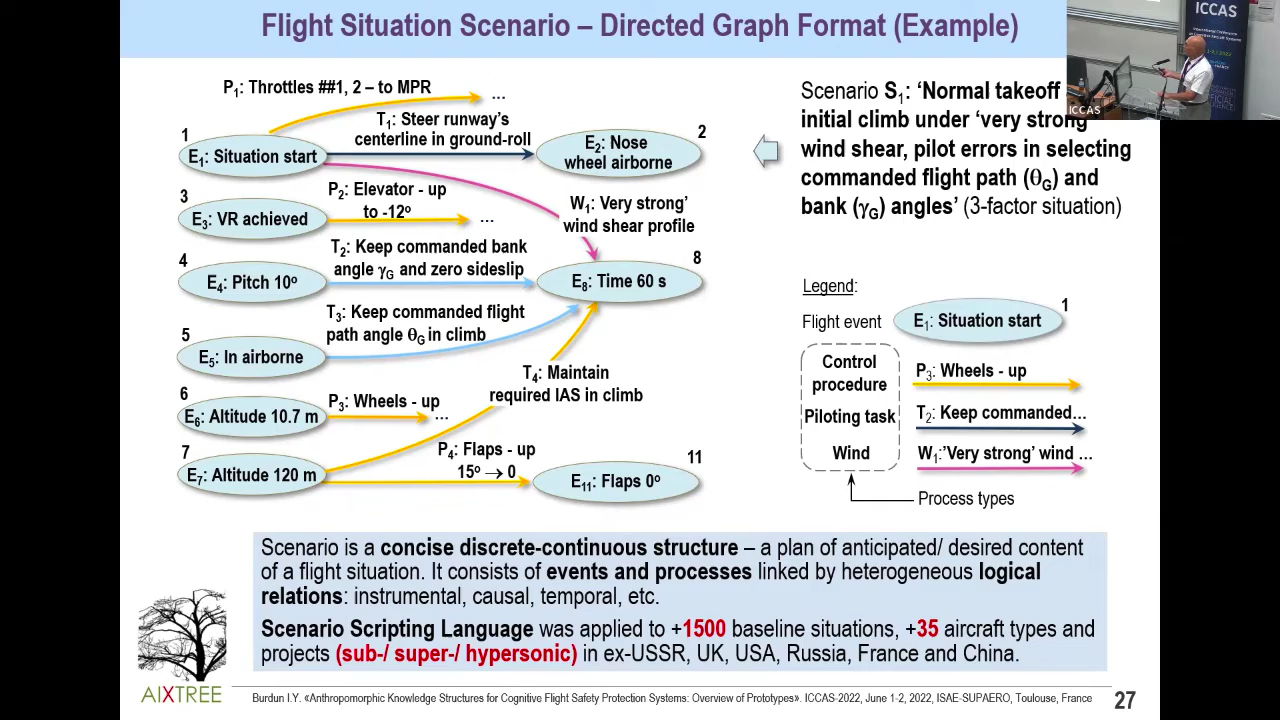 Flight Situation Scenario – Directed Graph Format (Example)
P1: Throttles ##1, 2 – to MPR
...
T1: Steer runway's
centerline in ground-roll
1
E1: Situation start
2
E2: Nose
wheel airborne
3
E3: VR achieved
P2: Elevator - up
to -12º
...
W1: Very strong'
wind shear profile
4
E4: Pitch 10º
T2: Keep commanded bank
angle γG and zero sideslip
8
E8: Time 60 s
5
E5: In airborne
T3: Keep commanded flight
path angle θG in climb
6
E6: Altitude 10.7 m
P3: Wheels - up
...
T4: Maintain
required IAS in climb
7
E7: Altitude 120 m
P4: Flaps - up
15º → 0
11
E11: Flaps 0º
Scenario S1: 'Normal takeoff
initial climb under 'very strong'
wind shear, pilot errors in selecting
commanded flight path (θG) and
bank (γG) angles' (3-factor situation)
Legend:
Flight event
E1: Situation start
1
Control
procedure
P3: Wheels - up
Piloting task
T2: Keep commanded...
Wind
W1:'Very strong' wind ...
Process types
Scenario is a concise discrete-continuous structure – a plan of anticipated/ desired content
of a flight situation. It consists of events and processes linked by heterogeneous logical
relations: instrumental, causal, temporal, etc.
Scenario Scripting Language was applied to +1500 baseline situations, +35 aircraft types and
projects (sub-/ super-/ hypersonic) in ex-USSR, UK, USA, Russia, France and China.
AIXTREE
Burdun I.Y. «Anthropomorphic Knowledge Structures for Cognitive Flight Safety Protection Systems: Overview of Prototypes». ICCAS-2022, June 1-2, 2022, ISAE-SUPAERO, Toulouse, France
27
ICCAS
ICCAS